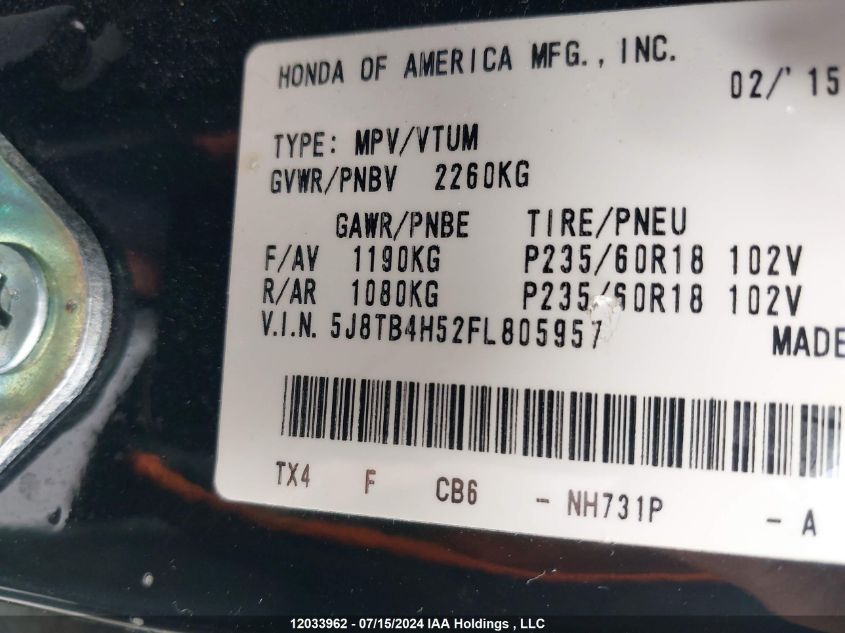 HONDA OF AMERICA MFG., INC.
02/'15
TYPE: MPV/VTUM
GVWR/PNBV 2260KG
GAWR/PNBE TIRE/PNEU
F/AV 1190KG P235/60R18 102V
R/AR 1080KG P235/60R18 102V
V.I.N. 5J8TB4H52FL805957 MADE
TX4 F CB6 - NH731P - A
12033962 - 07/15/2024 IAA Holdings , LLC